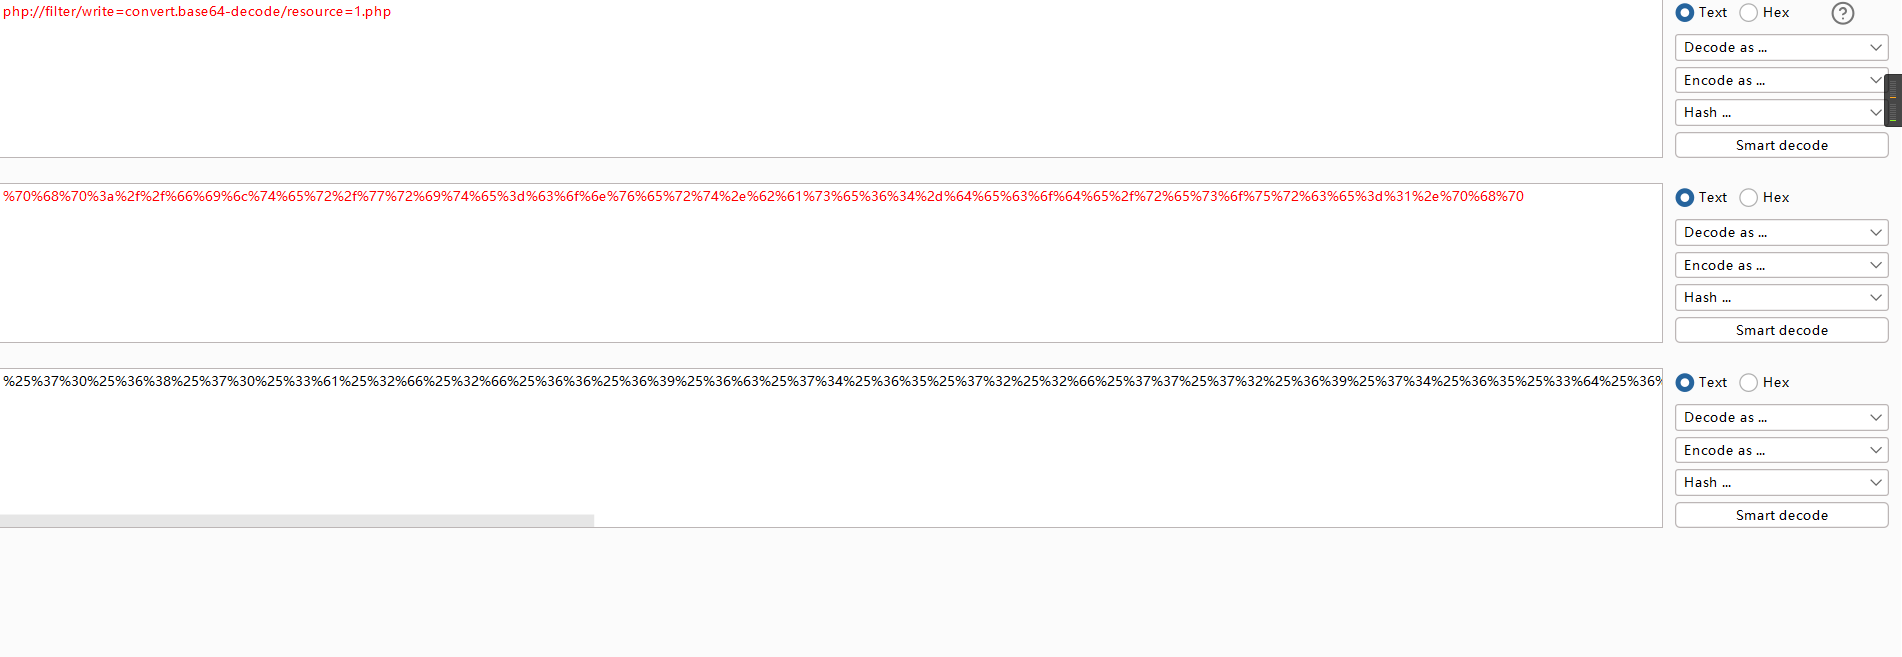 php://filter/write=convert.base64-decode/resource=1.php
Text Hex ?
Decode as ...
Encode as ...
Hash ...
Smart decode
%70%68%70%3a%2f%2f%66%69%6c%74%65%72%2f%77%72%69%74%65%3d%63%6f%6e%76%65%72%74%2e%62%61%73%65%36%34%2d%64%65%63%6f%64%65%2f%72%65%73%6f%75%72%63%65%3d%31%2e%70%68%70
Text Hex
Decode as ...
Encode as ...
Hash ...
Smart decode
%25%37%30%25%36%38%25%37%30%25%33%61%25%32%66%25%32%66%25%36%36%25%36%39%25%36%63%25%37%34%25%36%35%25%37%32%25%32%66%25%37%37%25%37%32%25%36%39%25%37%34%25%36%35%25%33%64%25%36%
Text Hex
Decode as ...
Encode as ...
Hash ...
Smart decode